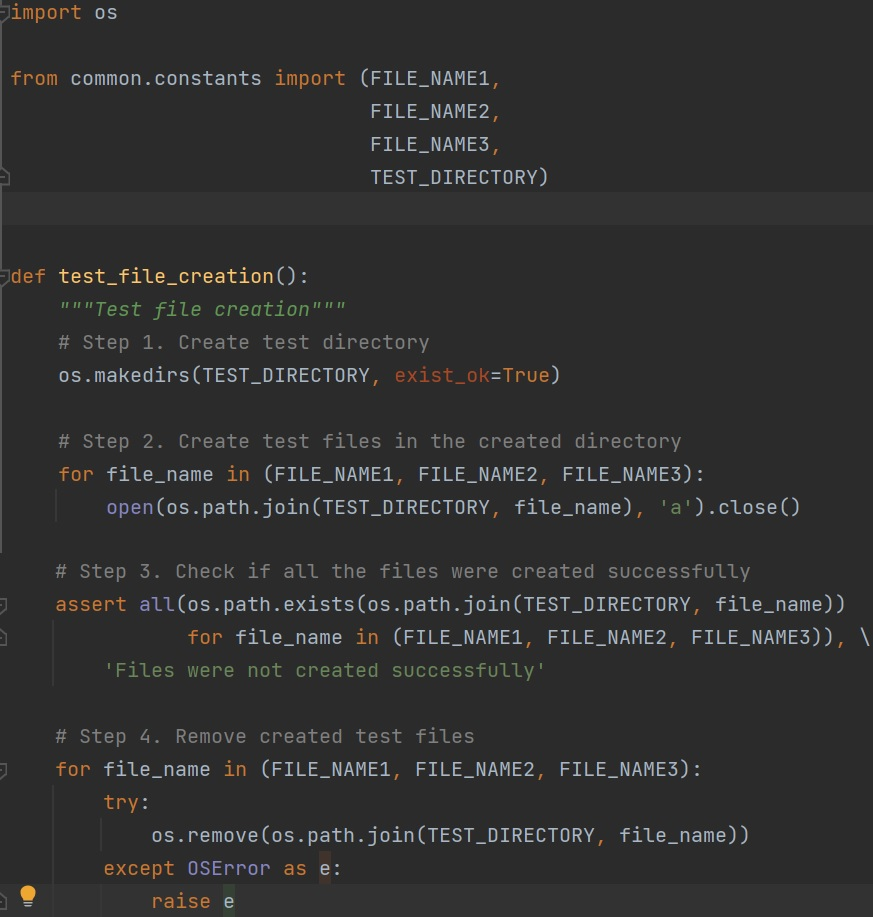 import os
from common.constants import (FILE_NAME1,
FILE_NAME2,
FILE_NAME3,
TEST_DIRECTORY)
def test_file_creation():
"""Test file creation"""
# Step 1. Create test directory
os.makedirs(TEST_DIRECTORY, exist_ok=True)
# Step 2. Create test files in the created directory
for file_name in (FILE_NAME1, FILE_NAME2, FILE_NAME3):
open(os.path.join(TEST_DIRECTORY, file_name), 'a').close()
# Step 3. Check if all the files were created successfully
assert all(os.path.exists(os.path.join(TEST_DIRECTORY, file_name))
for file_name in (FILE_NAME1, FILE_NAME2, FILE_NAME3)), \
'Files were not created successfully'
# Step 4. Remove created test files
for file_name in (FILE_NAME1, FILE_NAME2, FILE_NAME3):
try:
os.remove(os.path.join(TEST_DIRECTORY, file_name))
except OSError as e:
raise e